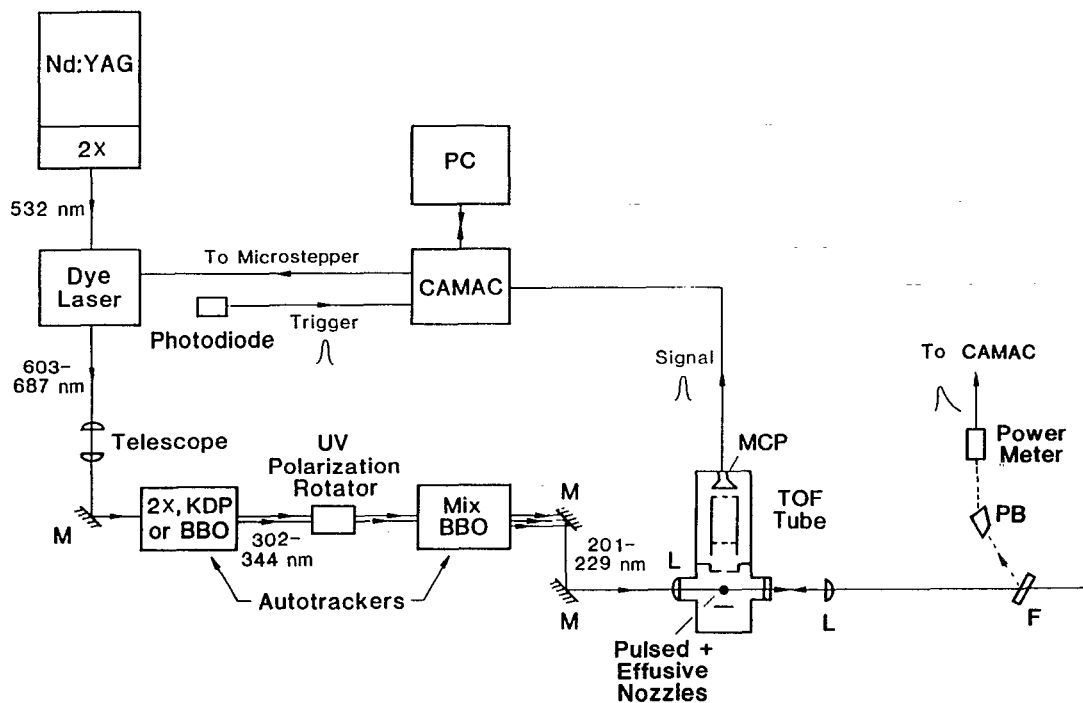 Nd:YAG
2X
532 nm
Dye
Laser
PC
To Microstepper
CAMAC
Photodiode
Trigger
603–
687 nm
Telescope
M
2X, KDP
or BBO
302–
344 nm
UV
Polarization
Rotator
Mix
BBO
Autotrackers
M
M
201–
229 nm
Signal
MCP
TOF
Tube
L
L
Pulsed +
Effusive
Nozzles
To CAMAC
Power
Meter
PB
F